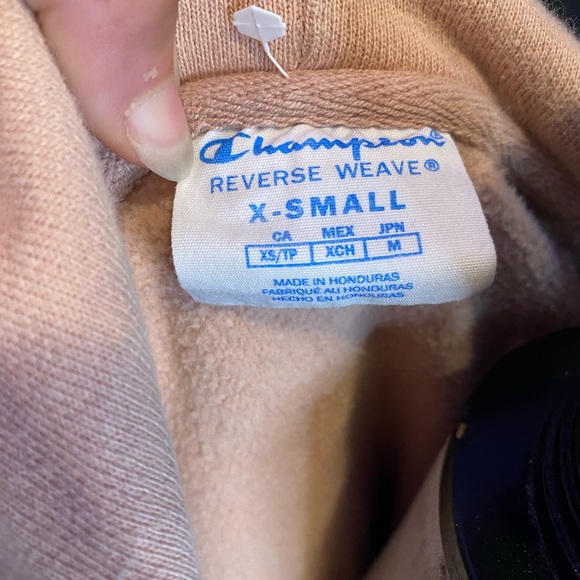 Champion®
REVERSE WEAVE®
X-SMALL
CA MEX JPN
XS/TP XCH M
MADE IN HONDURAS
FABRIQUÉ AU HONDURAS
HECHO EN HONDURAS